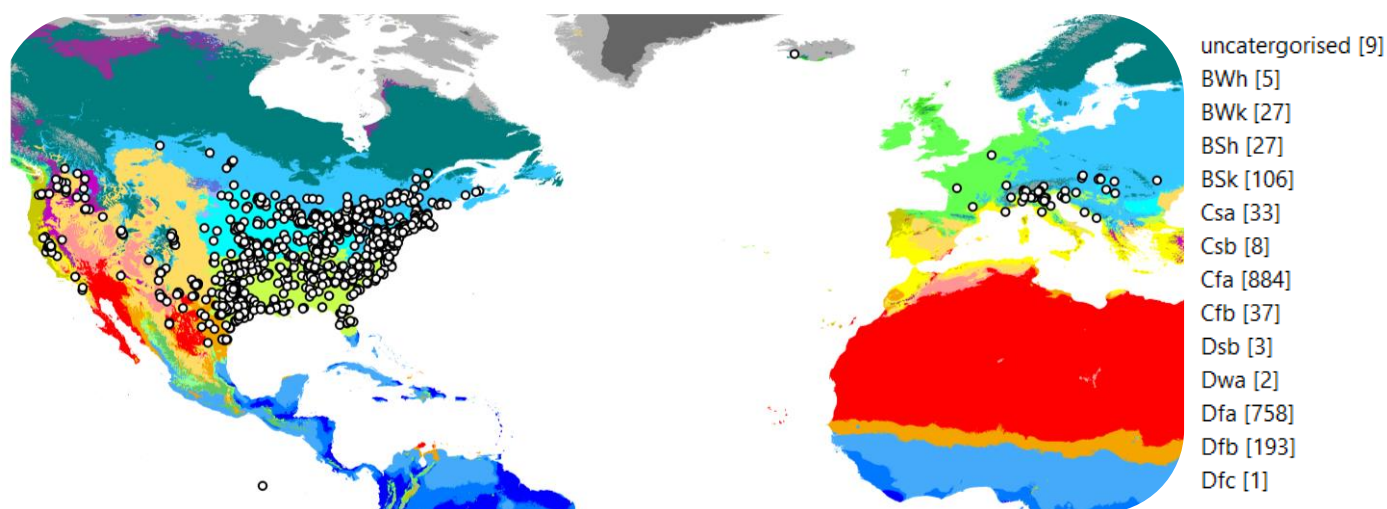 uncatergorised [9]
BWh [5]
BWk [27]
BSh [27]
BSk [106]
Csa [33]
Csb [8]
Cfa [884]
Cfb [37]
Dsb [3]
Dwa [2]
Dfa [758]
Dfb [193]
Dfc [1]